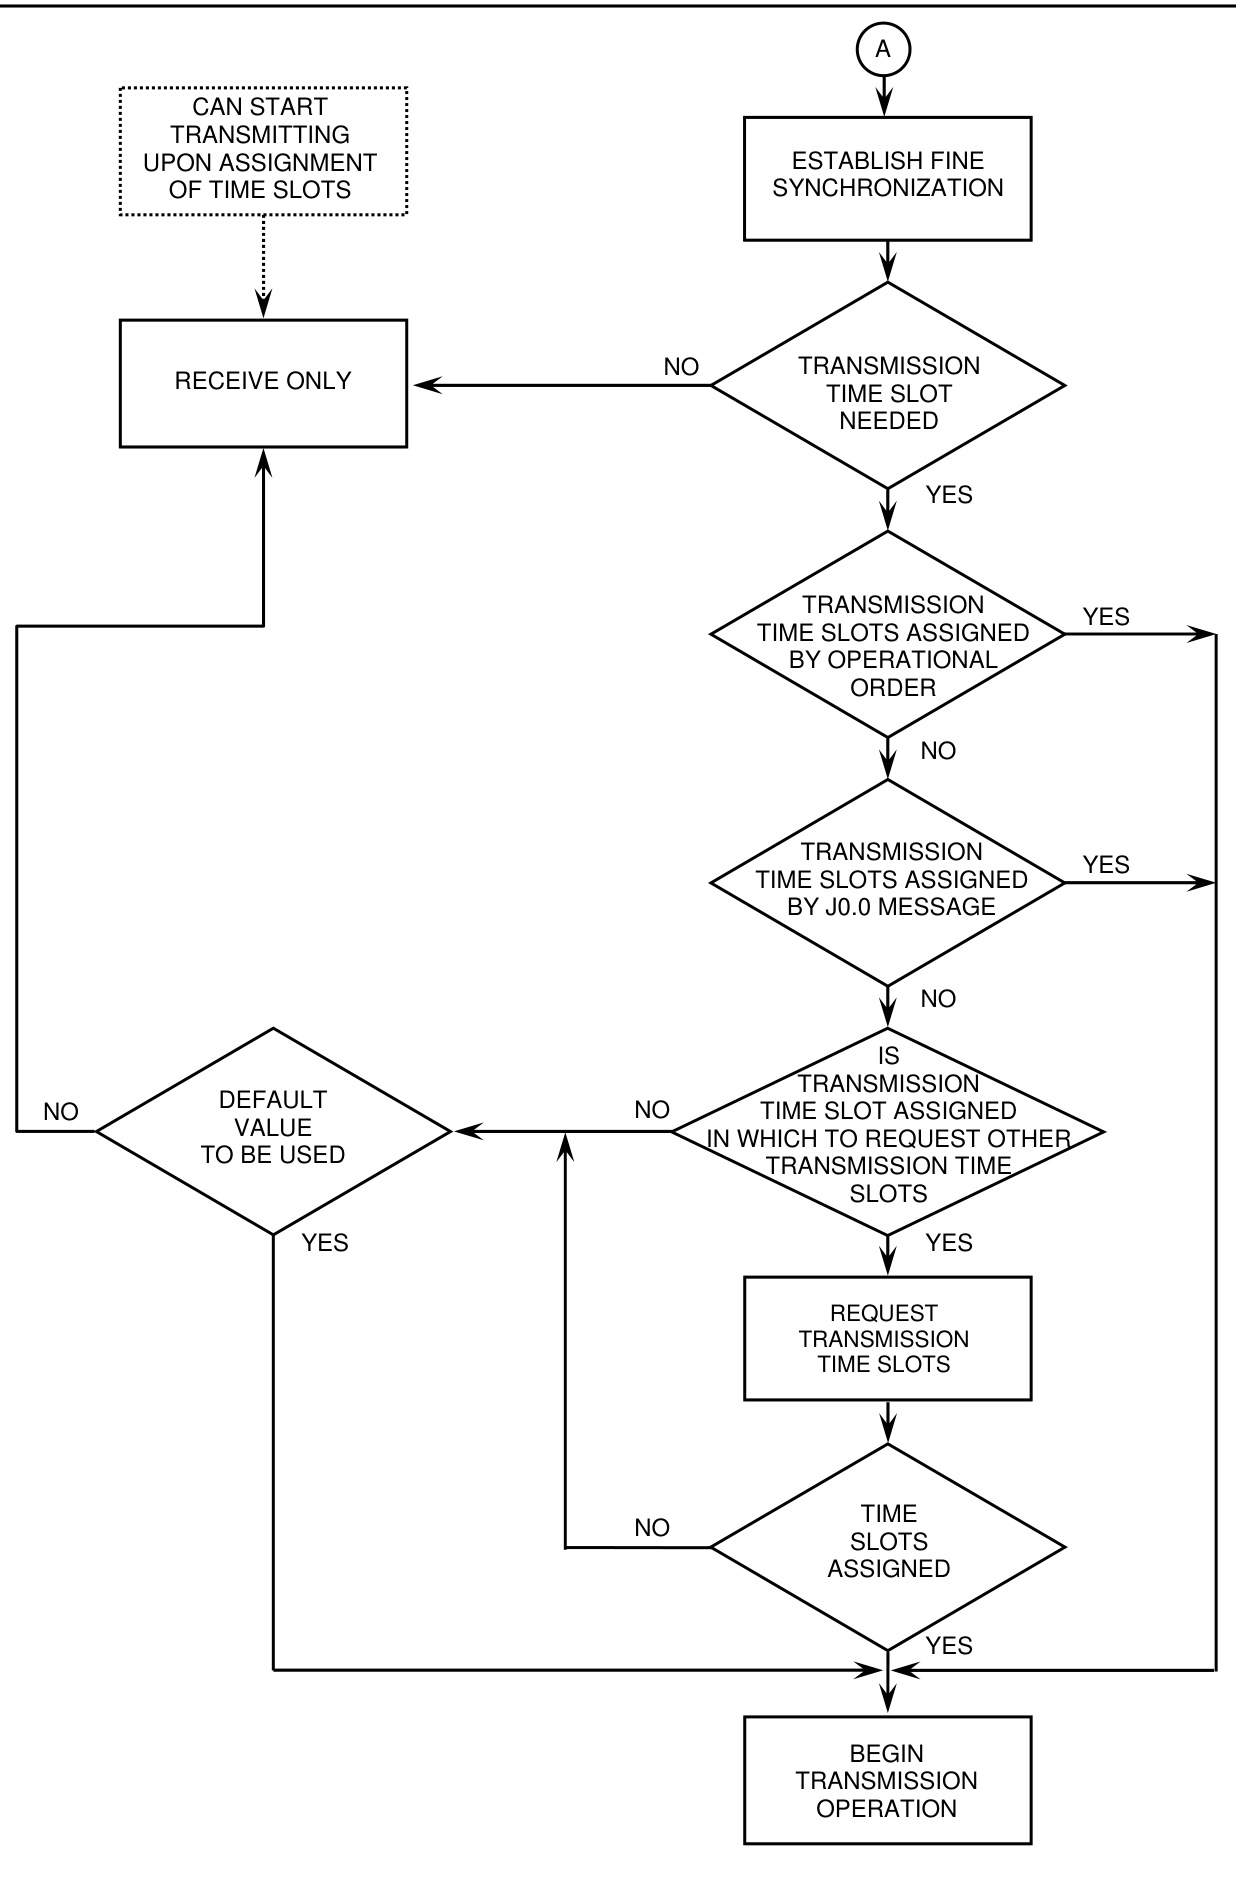 A
CAN START
TRANSMITTING
UPON ASSIGNMENT
OF TIME SLOTS
ESTABLISH FINE
SYNCHRONIZATION
RECEIVE ONLY
NO
TRANSMISSION
TIME SLOT
NEEDED
YES
TRANSMISSION
TIME SLOTS ASSIGNED
BY OPERATIONAL
ORDER
YES
NO
TRANSMISSION
TIME SLOTS ASSIGNED
BY J0.0 MESSAGE
YES
NO
IS
TRANSMISSION
TIME SLOT ASSIGNED
IN WHICH TO REQUEST OTHER
TRANSMISSION TIME
SLOTS
NO
DEFAULT
VALUE
TO BE USED
NO
YES
YES
REQUEST
TRANSMISSION
TIME SLOTS
TIME
SLOTS
ASSIGNED
NO
YES
BEGIN
TRANSMISSION
OPERATION